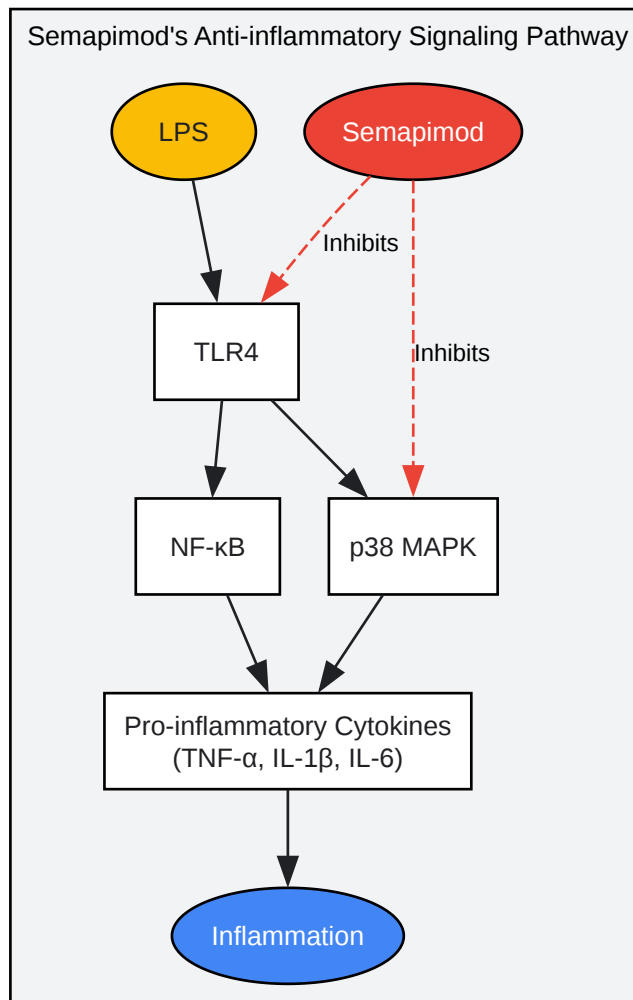 Semapimod's Anti-inflammatory Signaling Pathway
LPS
Semapimod
Inhibits
TLR4
Inhibits
NF-κB
p38 MAPK
Pro-inflammatory Cytokines
(TNF-α, IL-1β, IL-6)
Inflammation